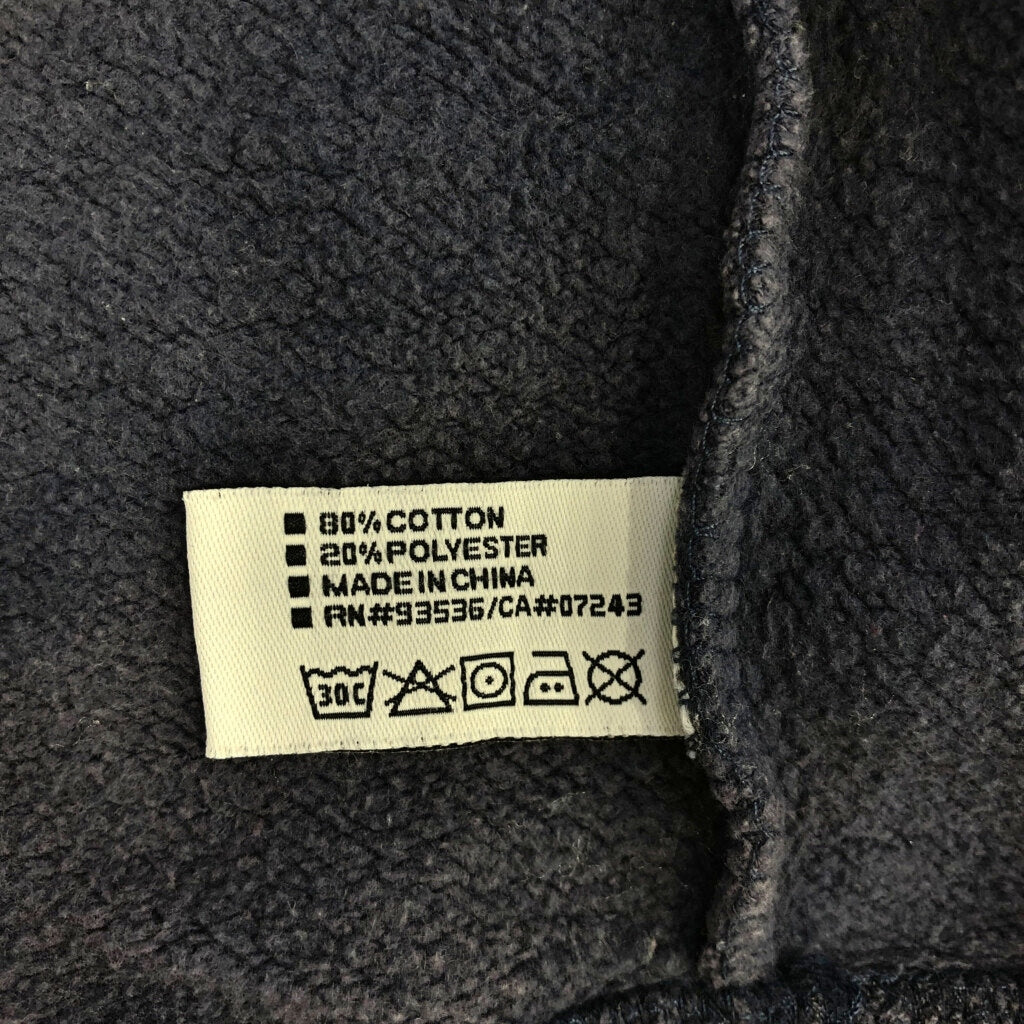 80% COTTON
20% POLYESTER
MADE IN CHINA
RN#93536/CA#07243
30C